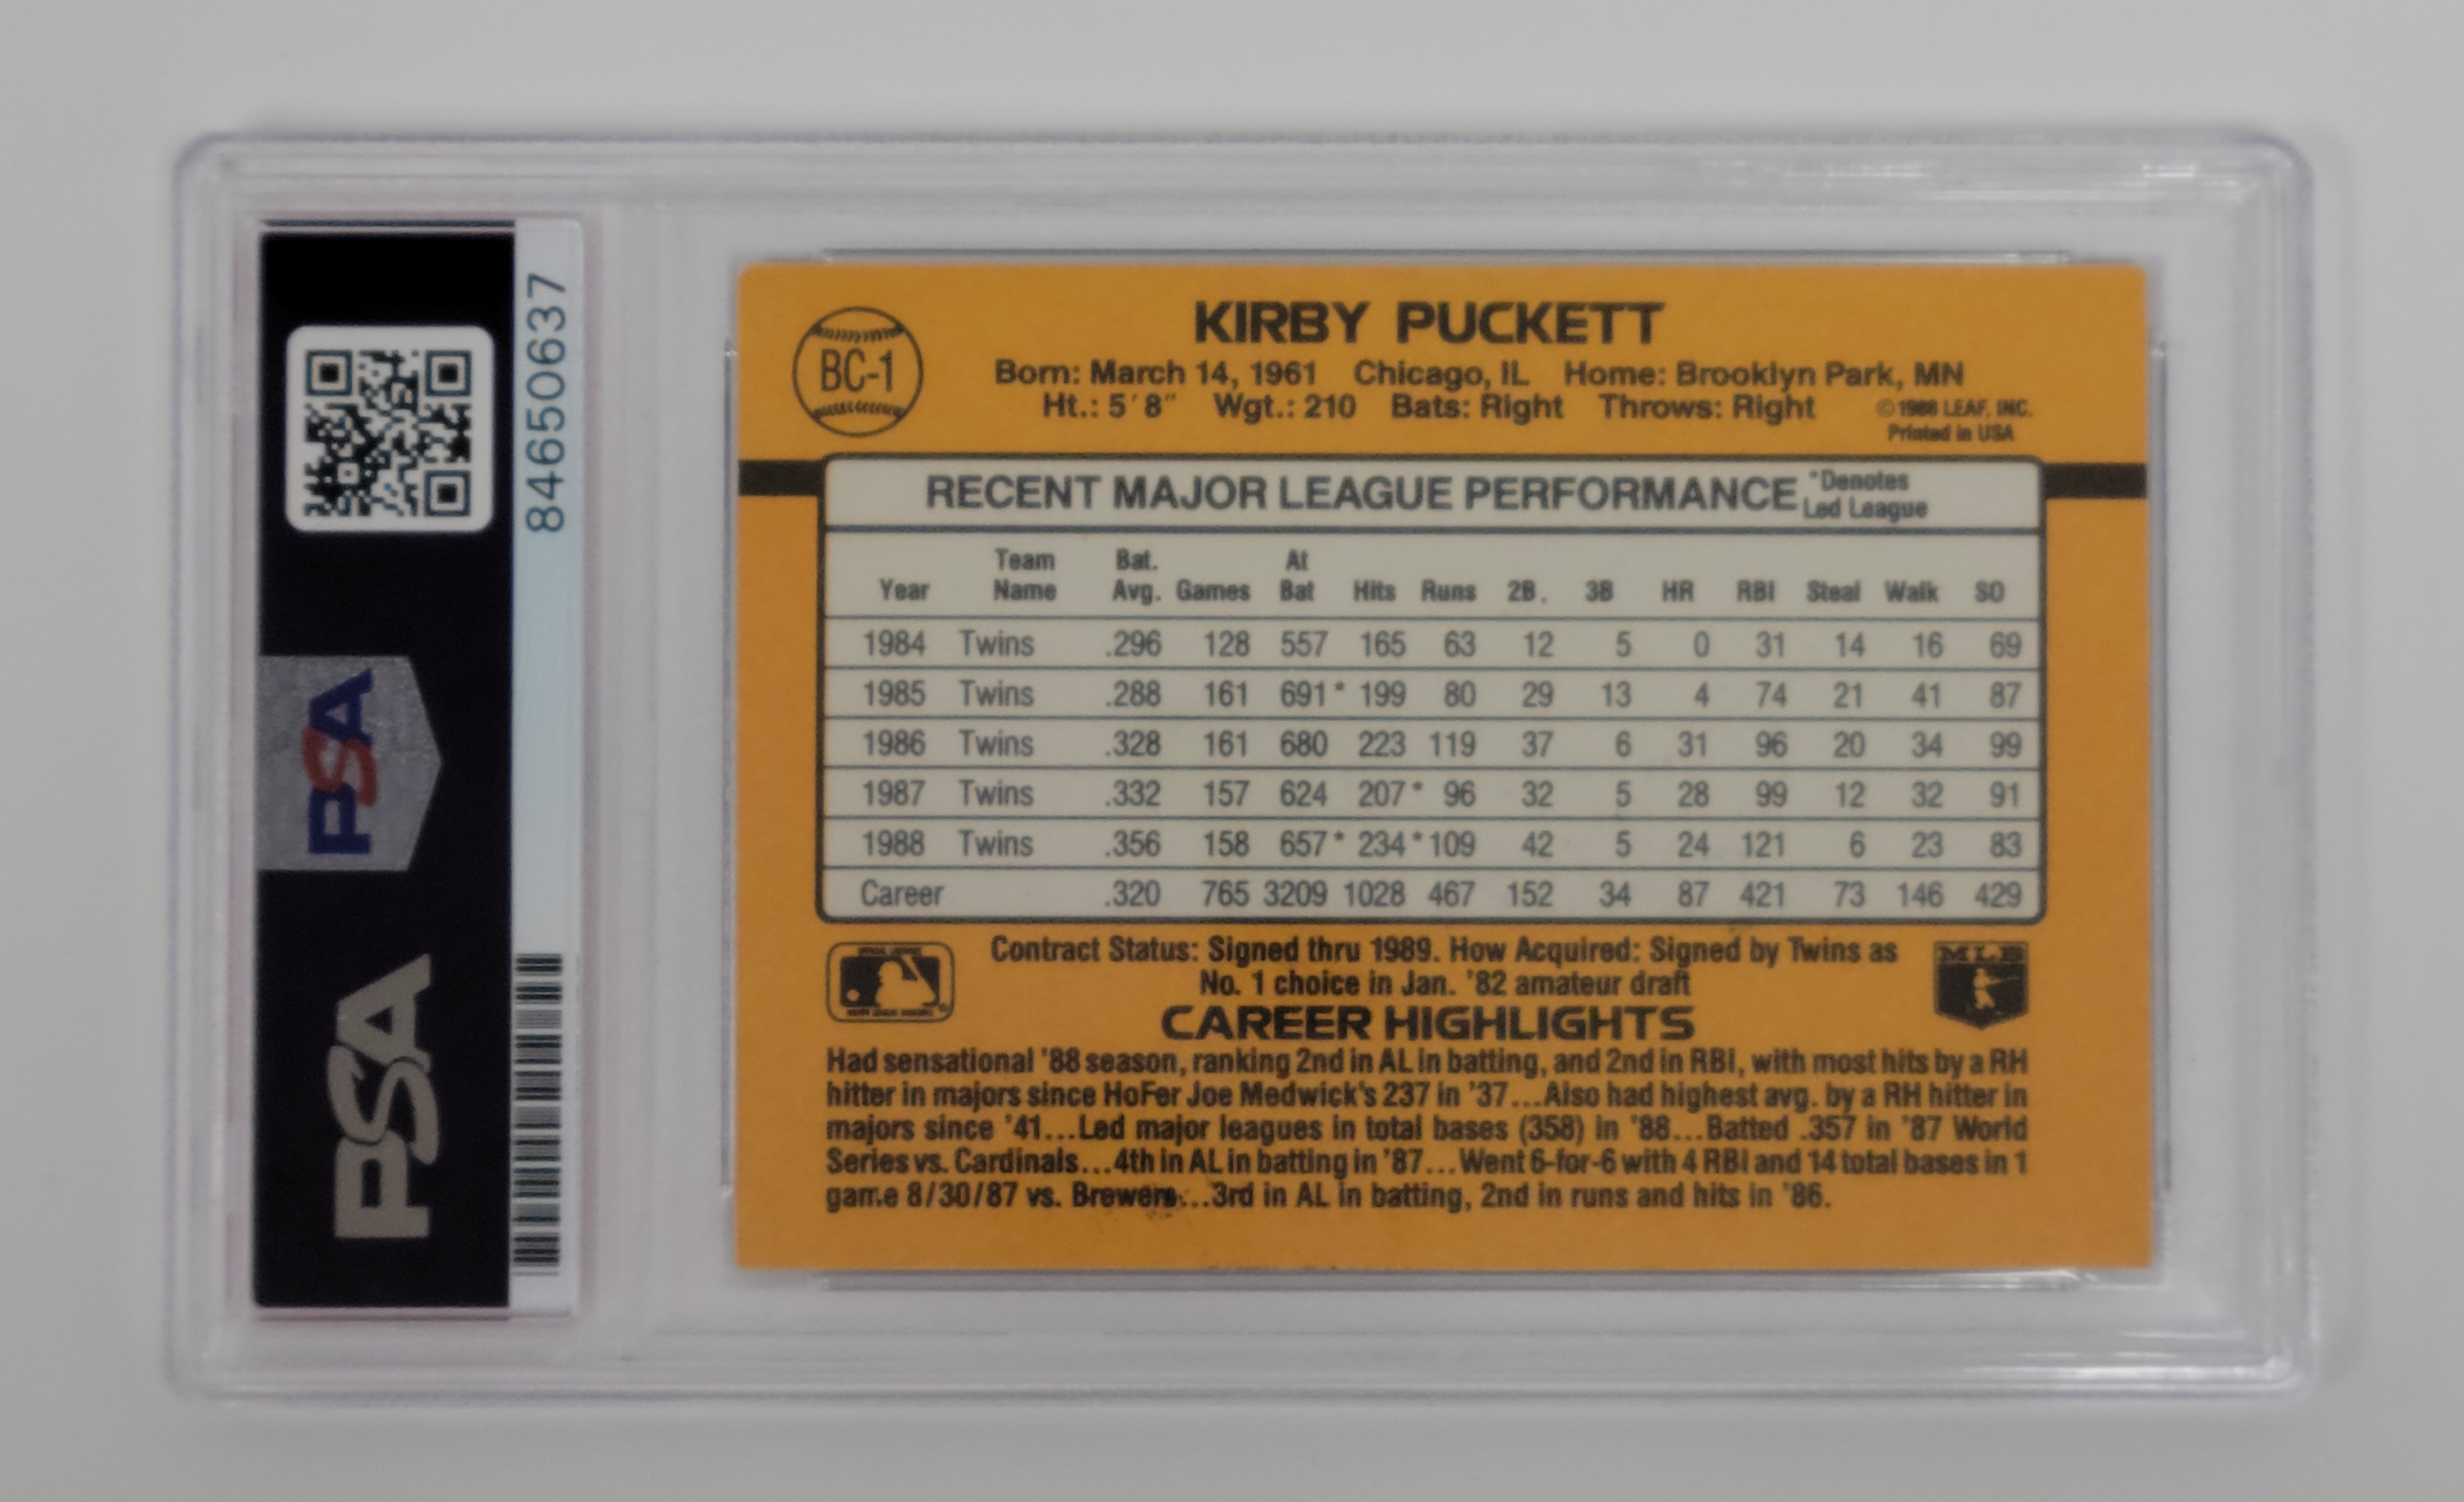 84650637
PSA
PSA
BC-1
KIRBY PUCKETT
Born: March 14, 1961 Chicago, IL Home: Brooklyn Park, MN
Ht.: 5'8" Wgt.: 210 Bats: Right Throws: Right
©1988 LEAF, INC.
Printed in USA
RECENT MAJOR LEAGUE PERFORMANCE *Denotes Led League
Year Team Name Bat. Avg. Games At Bat Hits Runs 2B. 3B HR RBI Steal Walk SO
1984 Twins .296 128 557 165 63 12 5 0 31 14 16 69
1985 Twins .288 161 691* 199 80 29 13 4 74 21 41 87
1986 Twins .328 161 680 223 119 37 6 31 96 20 34 99
1987 Twins .332 157 624 207* 96 32 5 28 99 12 32 91
1988 Twins .356 158 657* 234* 109 42 5 24 121 6 23 83
Career .320 765 3209 1028 467 152 34 87 421 73 146 429
Contract Status: Signed thru 1989. How Acquired: Signed by Twins as
No. 1 choice in Jan. '82 amateur draft
MLB
CAREER HIGHLIGHTS
Had sensational '88 season, ranking 2nd in AL in batting, and 2nd in RBI, with most hits by a RH
hitter in majors since HoFer Joe Medwick's 237 in '37...Also had highest avg. by a RH hitter in
majors since '41...Led major leagues in total bases (358) in '88...Batted .357 in '87 World
Series vs. Cardinals...4th in AL in batting in '87...Went 6-for-6 with 4 RBI and 14 total bases in 1
game 8/30/87 vs. Brewers...3rd in AL in batting, 2nd in runs and hits in '86.